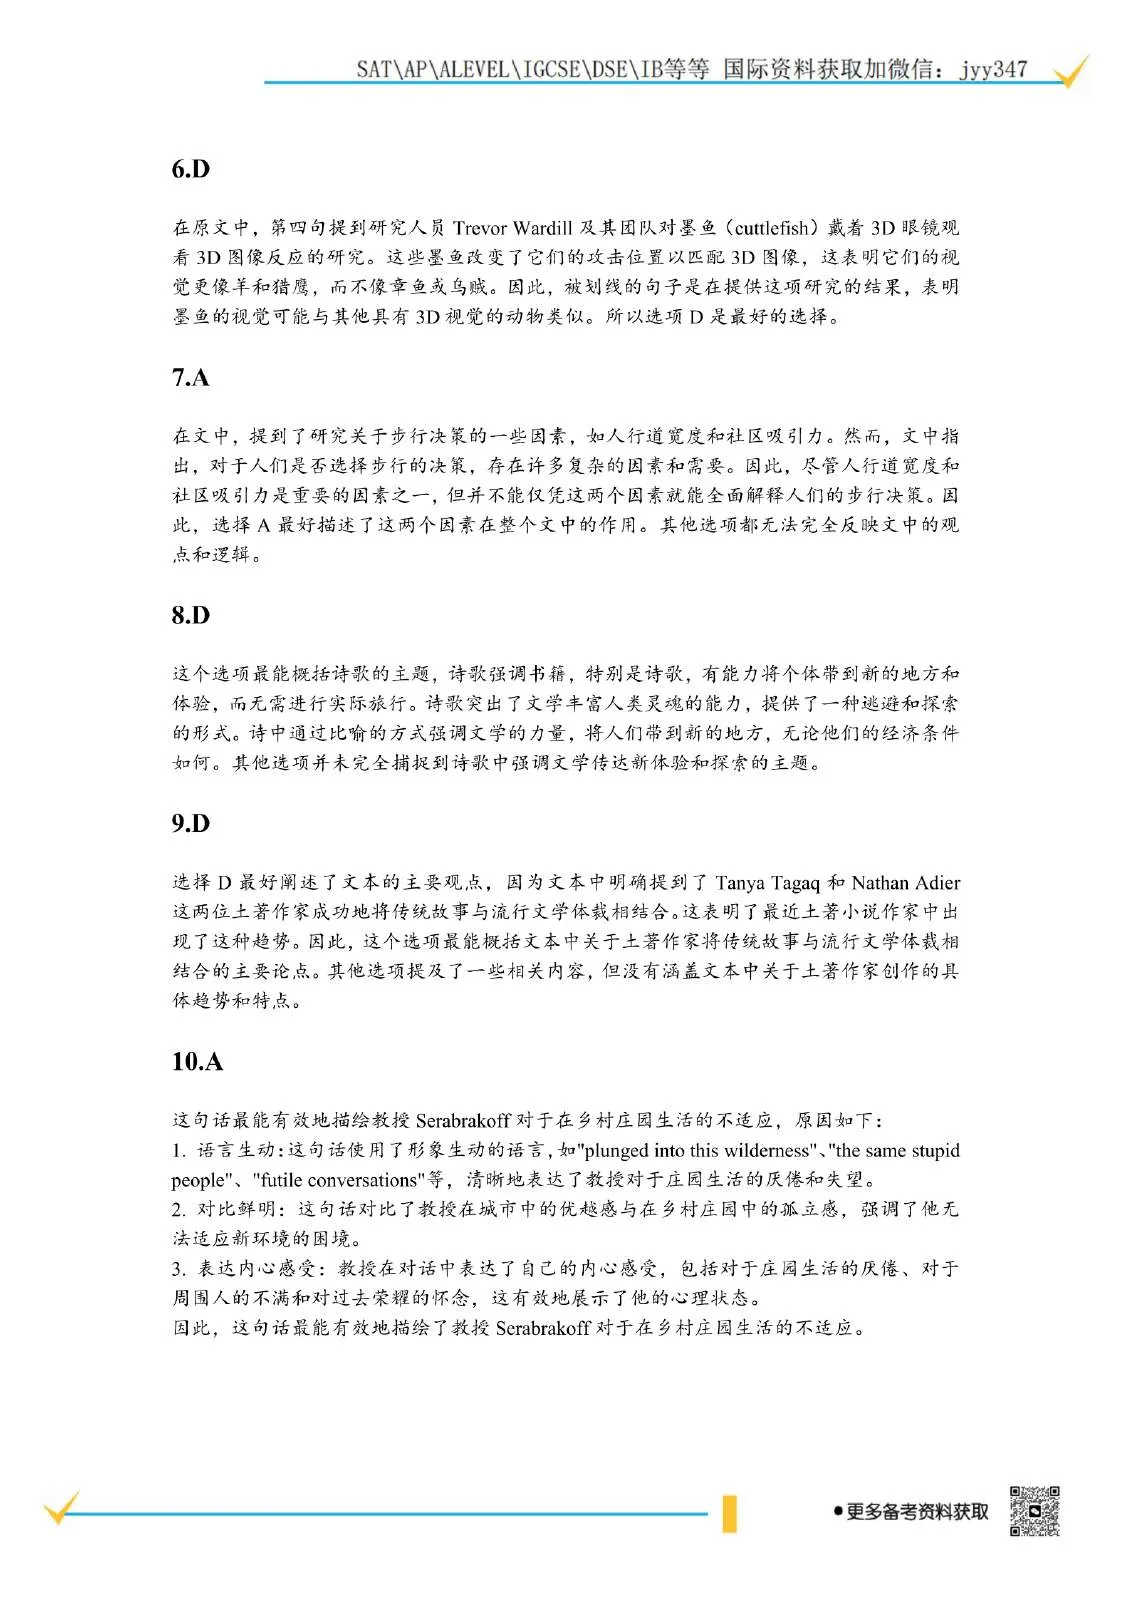 SAT\AP\ALEVEL\IGCSE\DSE\IB等等 国际资料获取加微信：jyy347
6.D
在原文中，第四句提到研究人员 Trevor Wardill 及其团队对墨鱼（cuttlefish）戴着 3D 眼镜观
看 3D 图像反应的研究。这些墨鱼改变了它们的攻击位置以匹配 3D 图像，这表明它们的视
觉更像羊和猎鹰，而不像章鱼或乌贼。因此，被划线的句子是在提供这项研究的结果，表明
墨鱼的视觉可能与其他具有 3D 视觉的动物类似。所以选项 D 是最好的选择。
7.A
在文中，提到了研究关于步行决策的一些因素，如人行道宽度和社区吸引力。然而，文中指
出，对于人们是否选择步行的决策，存在许多复杂的因素和需要。因此，尽管人行道宽度和
社区吸引力是重要的因素之一，但并不能仅凭这两个因素就能全面解释人们的步行决策。因
此，选择 A 最好描述了这两个因素在整个文中的作用。其他选项都无法完全反映文中的观
点和逻辑。
8.D
这个选项最能概括诗歌的主题，诗歌强调书籍，特别是诗歌，有能力将个体带到新的地方和
体验，而无需进行实际旅行。诗歌突出了文学丰富人类灵魂的能力，提供了一种逃避和探索
的形式。诗中通过比喻的方式强调文学的力量，将人们带到新的地方，无论他们的经济条件
如何。其他选项并未完全捕捉到诗歌中强调文学传达新体验和探索的主题。
9.D
选择 D 最好阐述了文本的主要观点，因为文本中明确提到了 Tanya Tagaq 和 Nathan Adier
这两位土著作家成功地将传统故事与流行文学体裁相结合。这表明了最近土著小说作家中出
现了这种趋势。因此，这个选项最能概括文本中关于土著作家将传统故事与流行文学体裁相
结合的主要论点。其他选项提及了一些相关内容，但没有涵盖文本中关于土著作家创作的具
体趋势和特点。
10.A
这句话最能有效地描绘教授 Serabrakoff 对于在乡村庄园生活的不适应，原因如下：
1. 语言生动：这句话使用了形象生动的语言，如"plunged into this wilderness"、"the same stupid
people"、"futile conversations"等，清晰地表达了教授对于庄园生活的厌倦和失望。
2. 对比鲜明：这句话对比了教授在城市中的优越感与在乡村庄园中的孤立感，强调了他无
法适应新环境的困境。
3. 表达内心感受：教授在对话中表达了自己的内心感受，包括对于庄园生活的厌倦、对于
周围人的不满和对过去荣耀的怀念，这有效地展示了他的心理状态。
因此，这句话最能有效地描绘了教授 Serabrakoff 对于在乡村庄园生活的不适应。
•更多备考资料获取